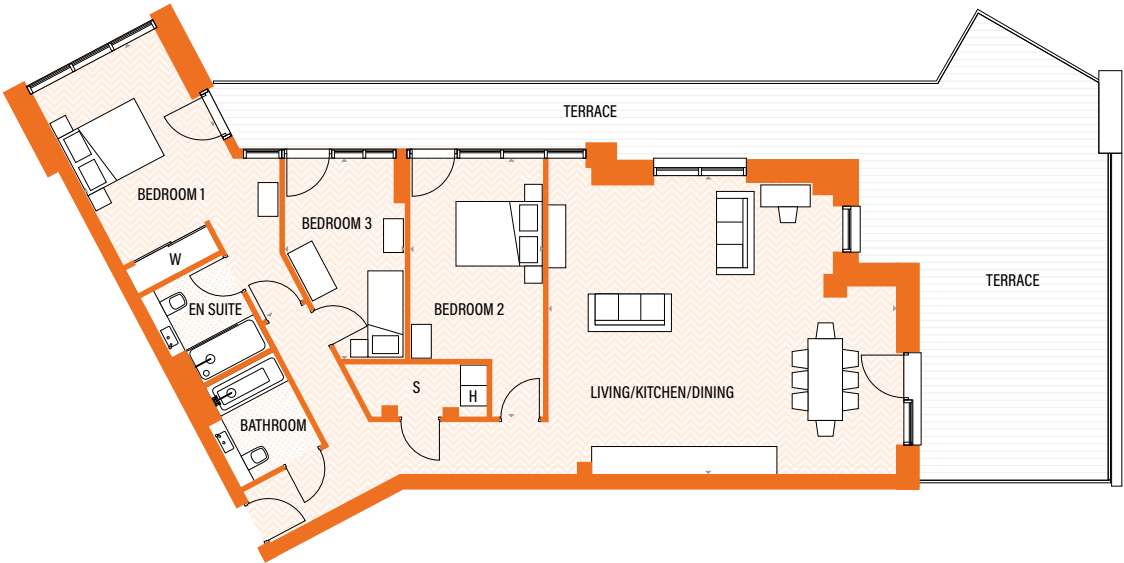 TERRACE
BEDROOM 1
BEDROOM 3
W
TERRACE
EN SUITE
BEDROOM 2
S
H
LIVING/KITCHEN/DINING
BATHROOM